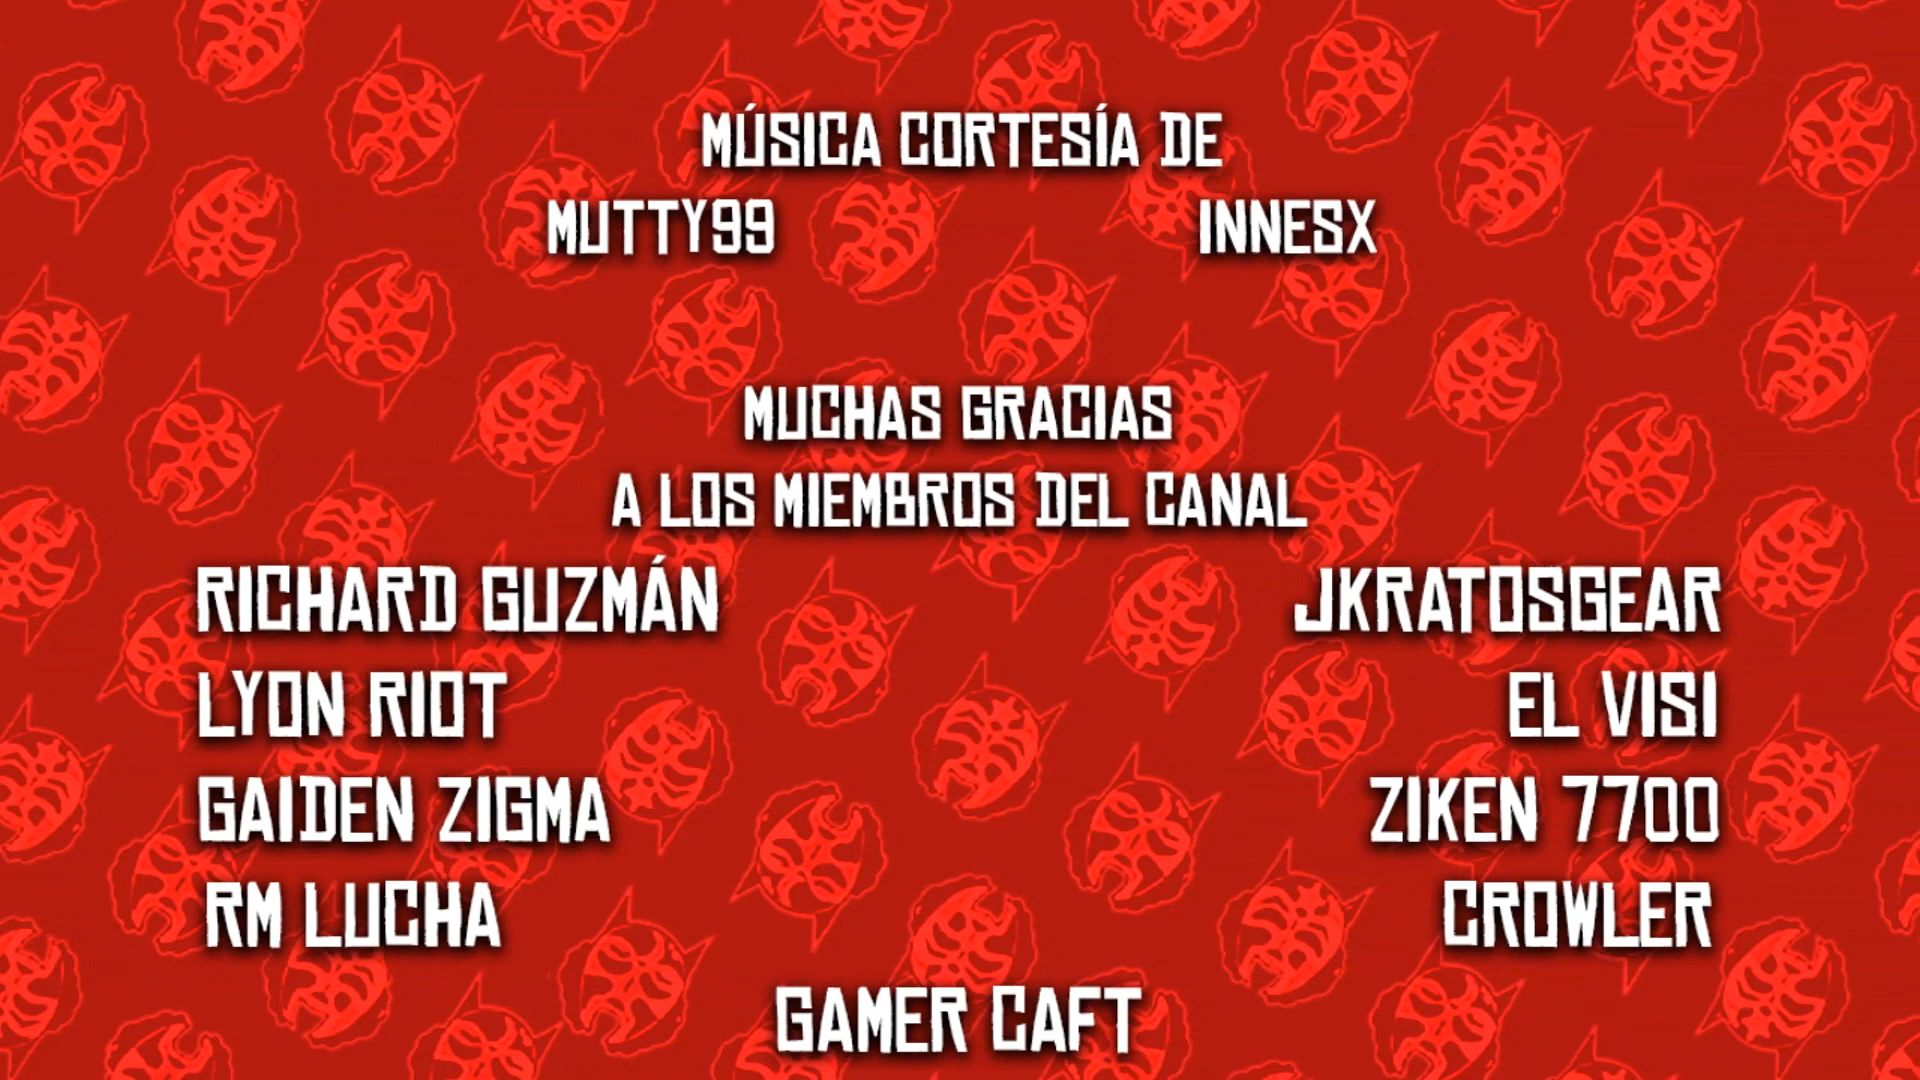 MÚSICA CORTESÍA DE
MUTTY99 INNESX
MUCHAS GRACIAS
A LOS MIEMBROS DEL CANAL
RICHARD GUZMÁN JKRATOSGEAR
LYON RIOT EL VISI
GAIDEN ZIGMA ZIKEN 7700
RM LUCHA CROWLER
GAMER CAFT